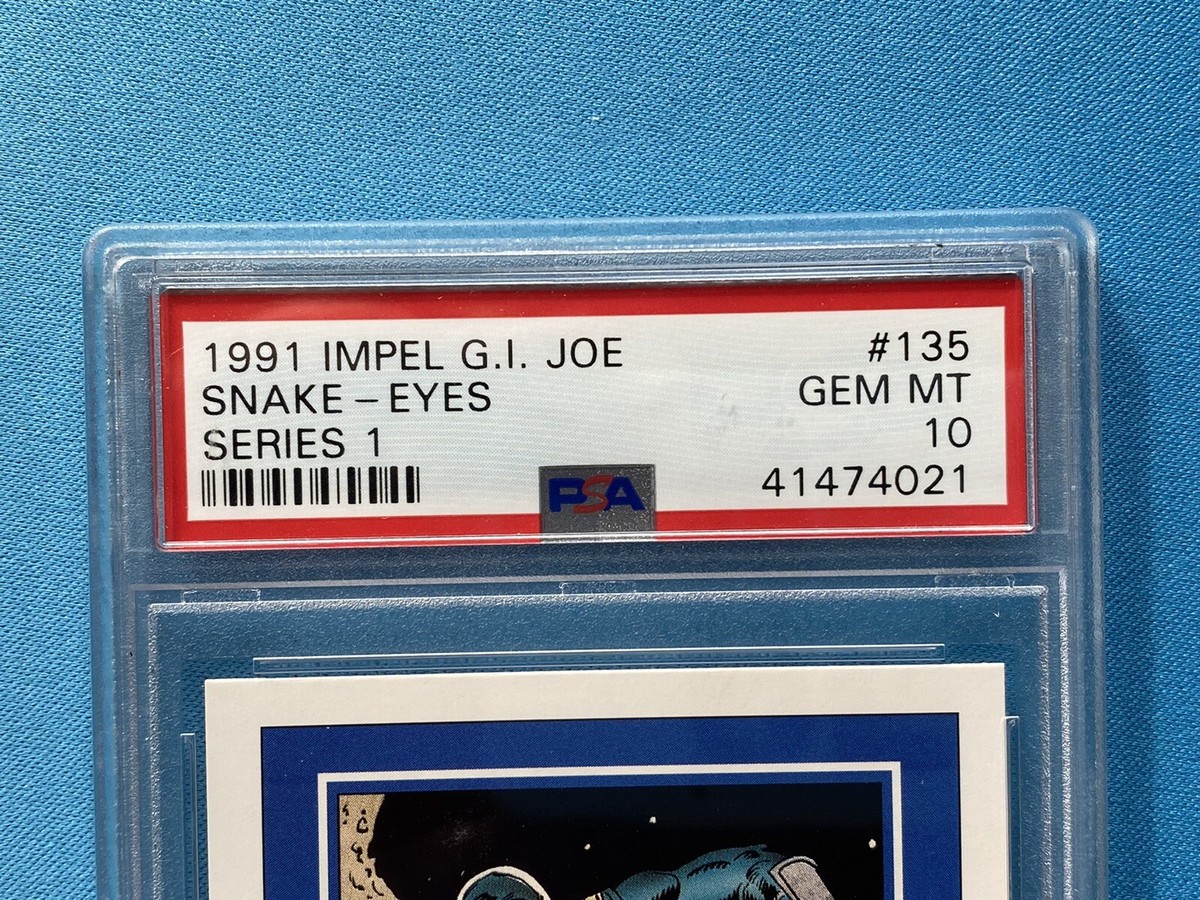 1991 IMPEL G.I. JOE #135
SNAKE-EYES GEM MT
SERIES 1 10
PSA 41474021